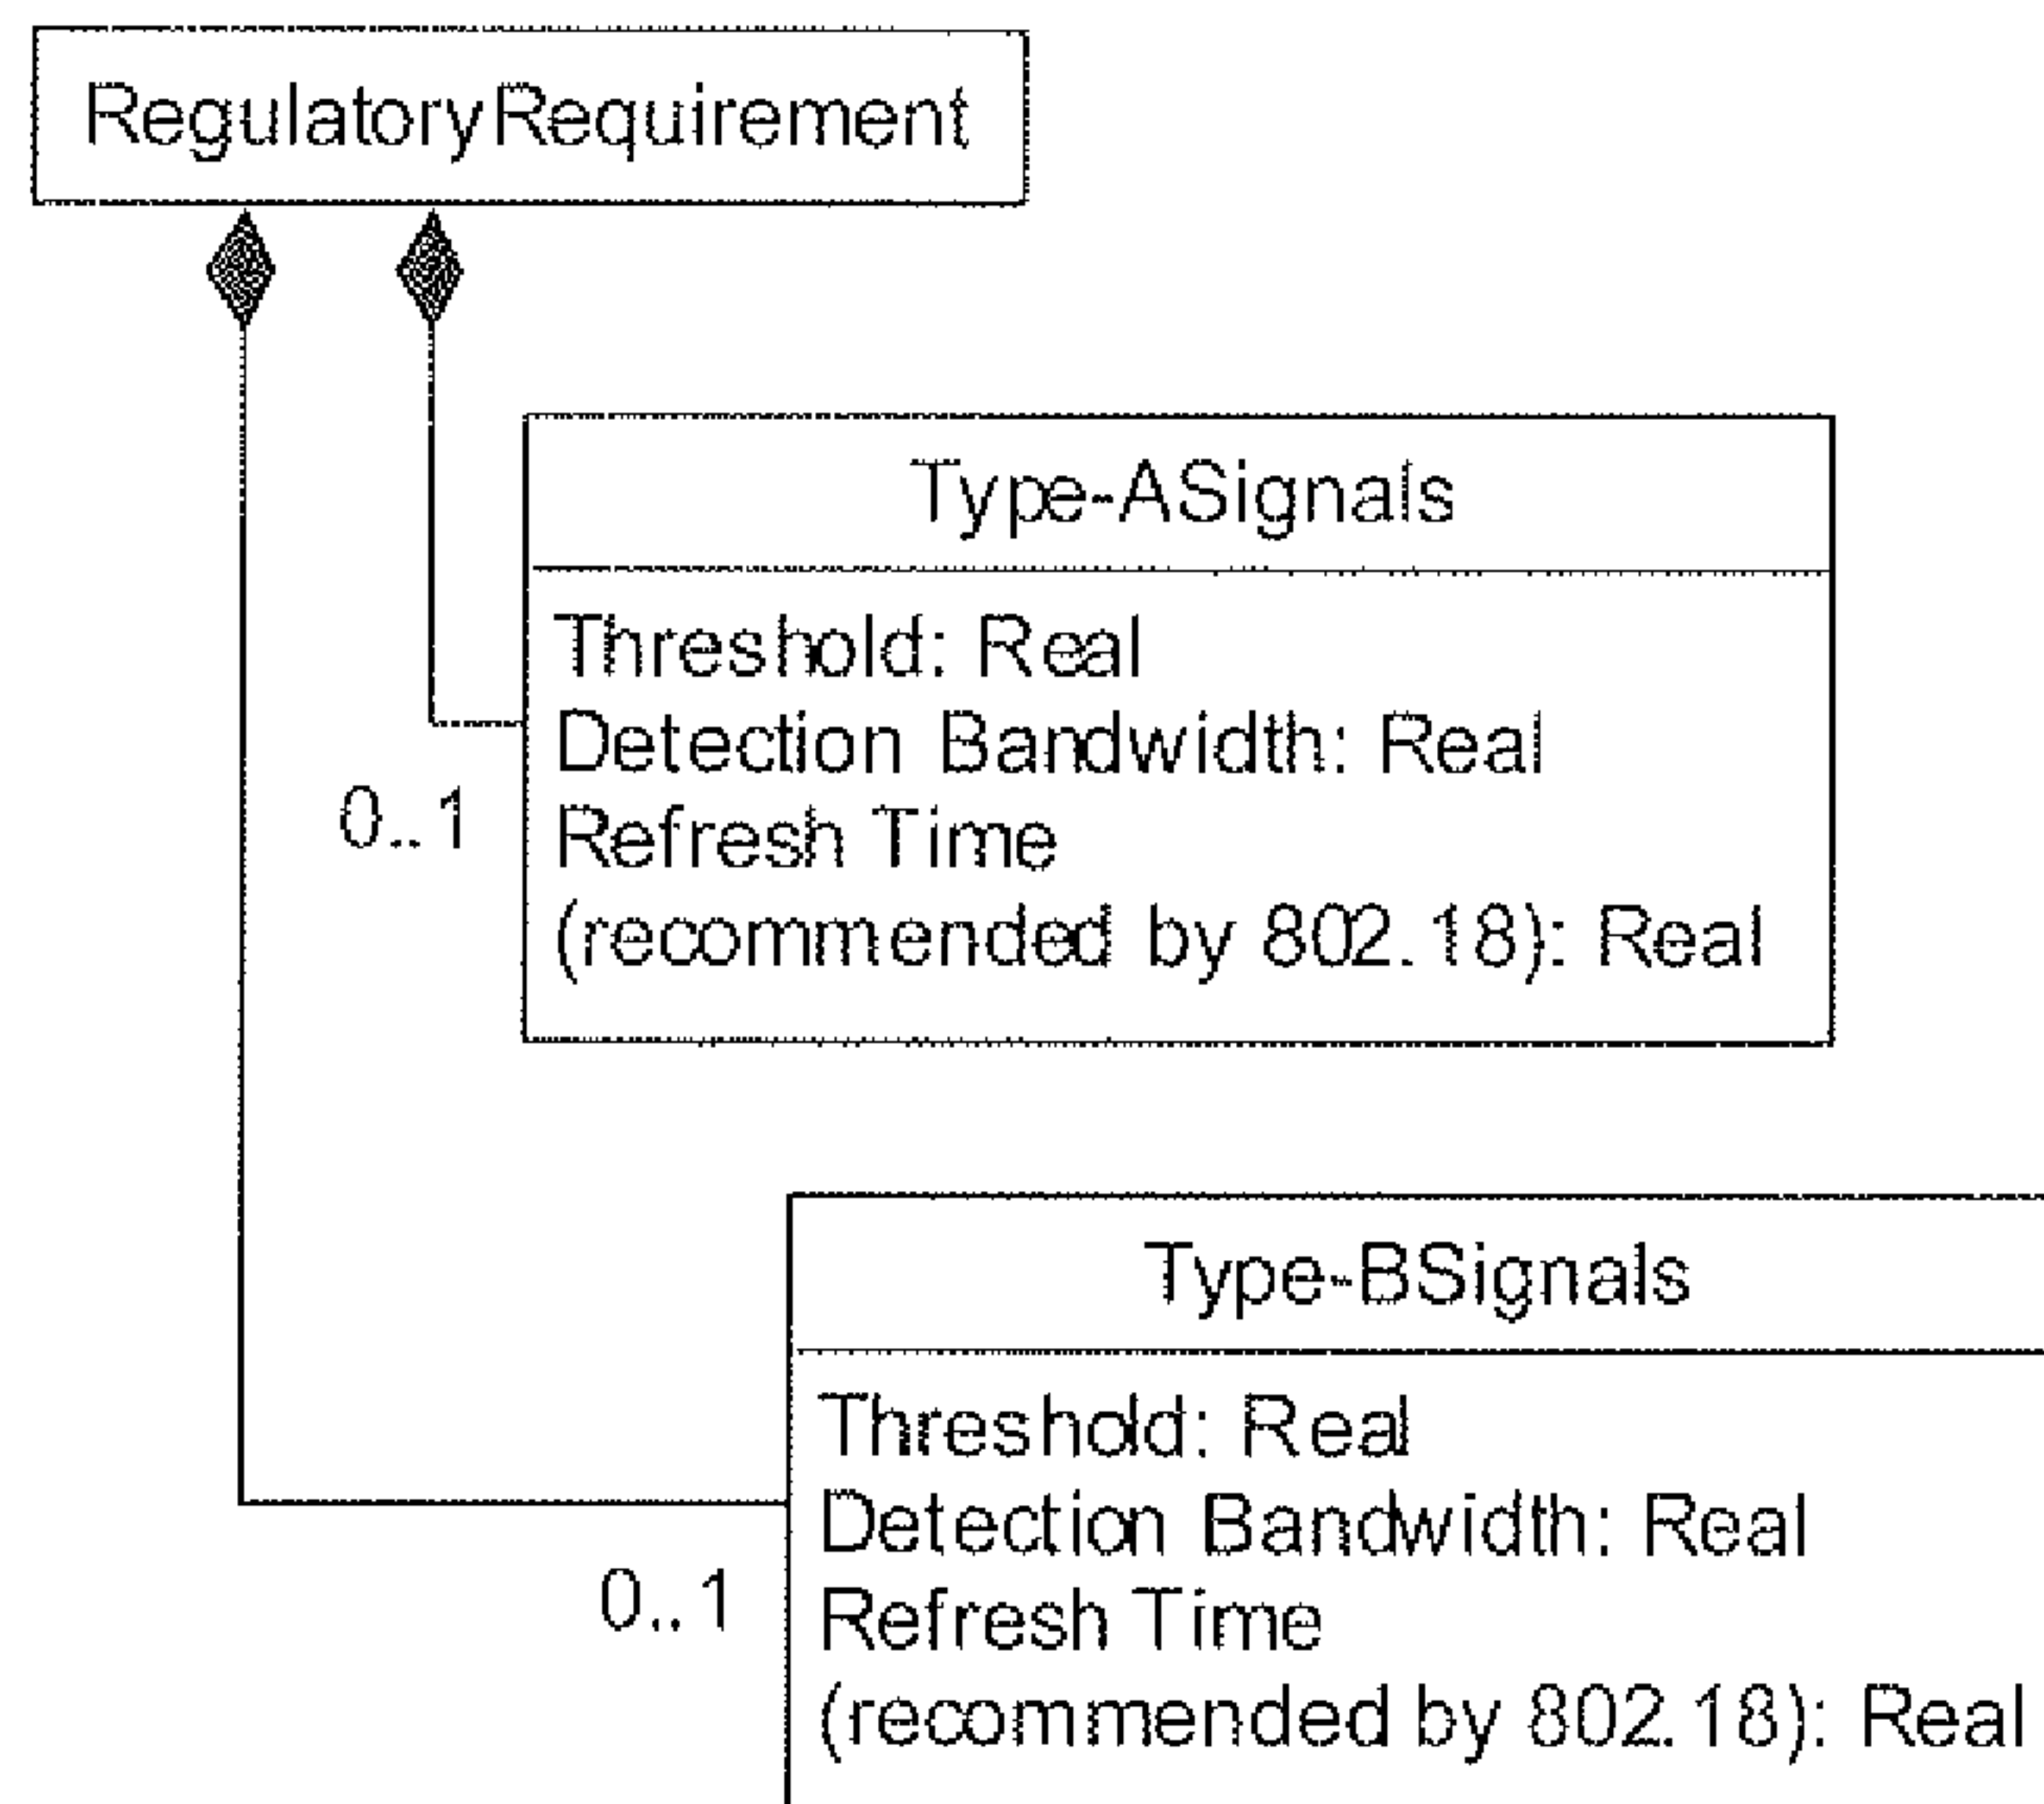 RegulatoryRequirement
Type-ASignals
Threshold: Real
Detection Bandwidth: Real
Refresh Time
(recommended by 802.18): Real
0..1
Type-BSignals
Threshold: Real
Detection Bandwidth: Real
Refresh Time
(recommended by 802.18): Real
0..1